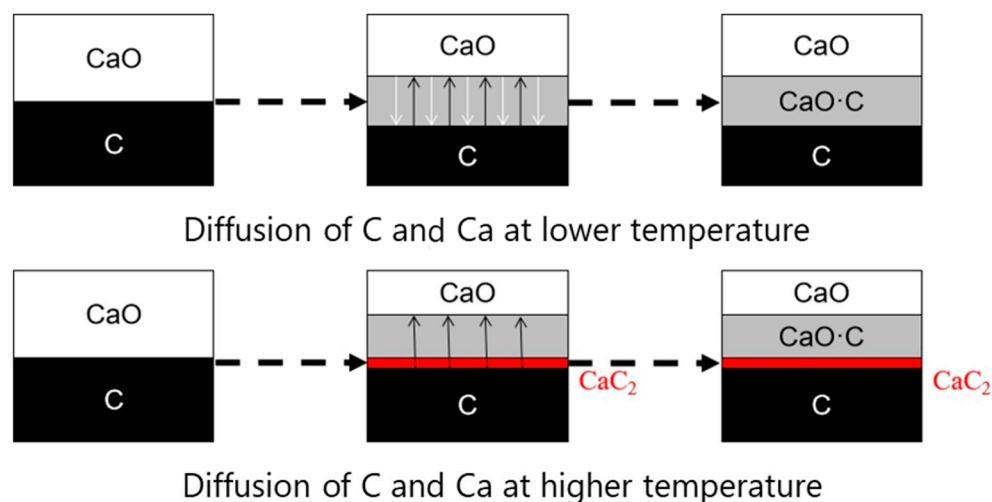 CaO
C
CaO
C
CaO
CaO·C
C
Diffusion of C and Ca at lower temperature
CaO
C
CaO
CaC₂
C
CaO
CaO·C
CaC₂
C
Diffusion of C and Ca at higher temperature